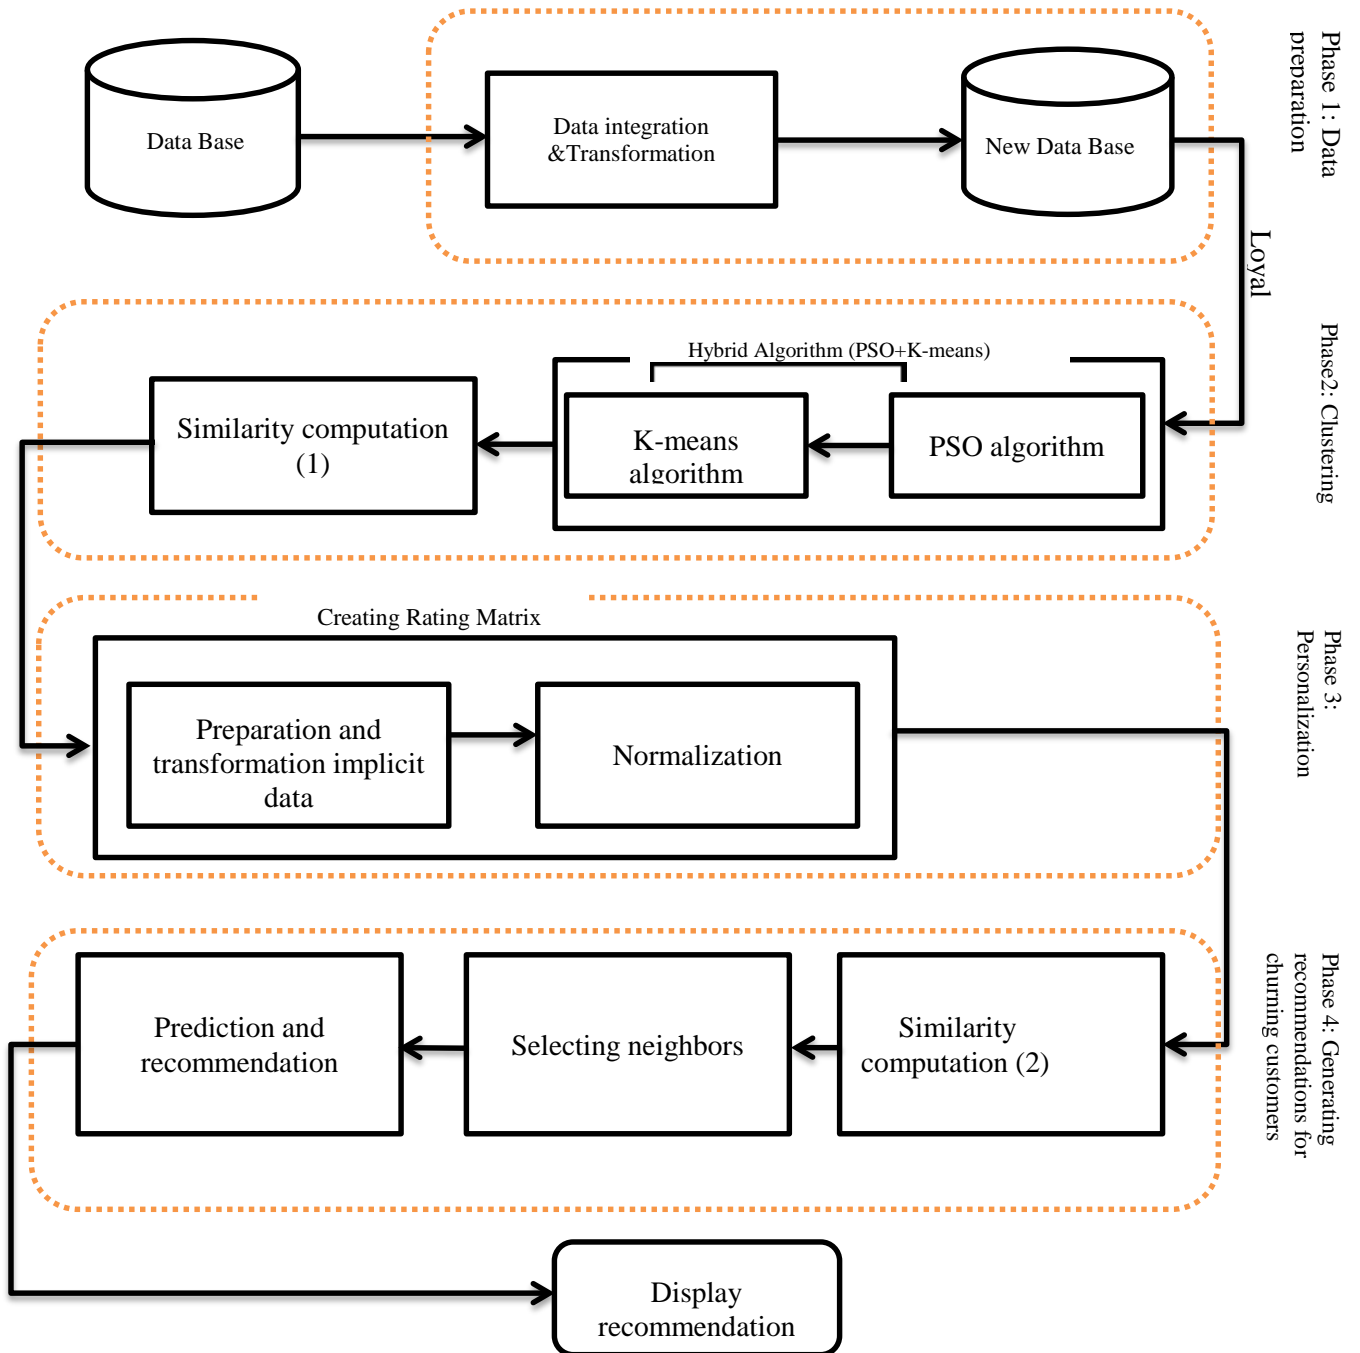 Phase 1: Data
preparation
Data Base
Data integration
&Transformation
New Data Base
Loyal
Phase2: Clustering
Hybrid Algorithm (PSO+K-means)
Similarity computation
(1)
K-means
algorithm
PSO algorithm
Phase 3:
Personalization
Creating Rating Matrix
Preparation and
transformation implicit
data
Normalization
Phase 4: Generating
recommendations for
churning customers
Prediction and
recommendation
Selecting neighbors
Similarity
computation (2)
Display
recommendation